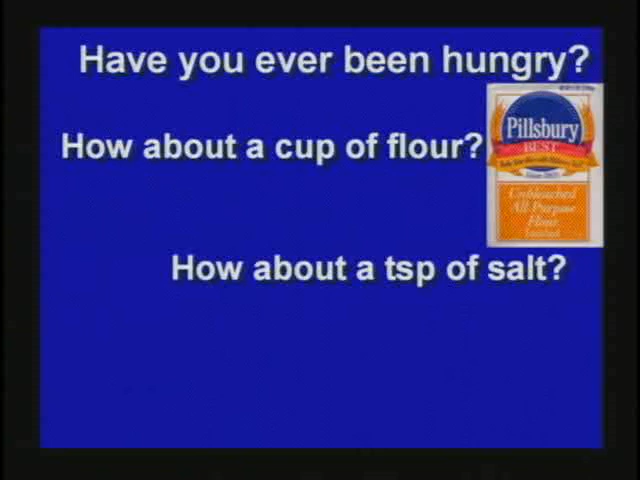 Have you ever been hungry?
How about a cup of flour?
Pillsbury
BEST
Unbleached
All Purpose
Flour
How about a tsp of salt?